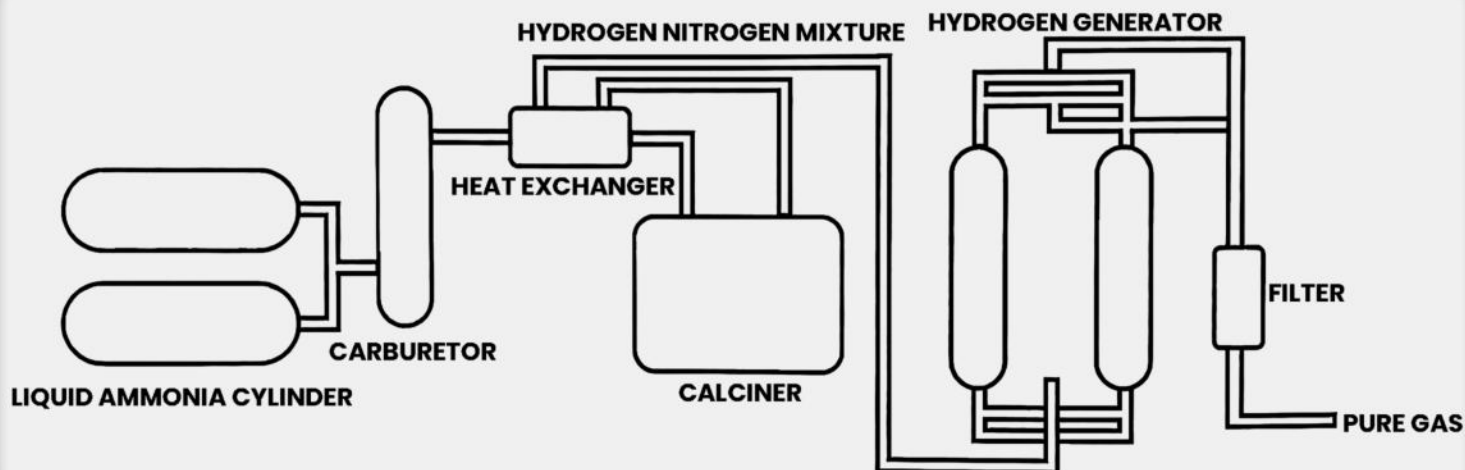 HYDROGEN NITROGEN MIXTURE
HYDROGEN GENERATOR
HEAT EXCHANGER
FILTER
CARBURETOR
LIQUID AMMONIA CYLINDER
CALCINER
PURE GAS